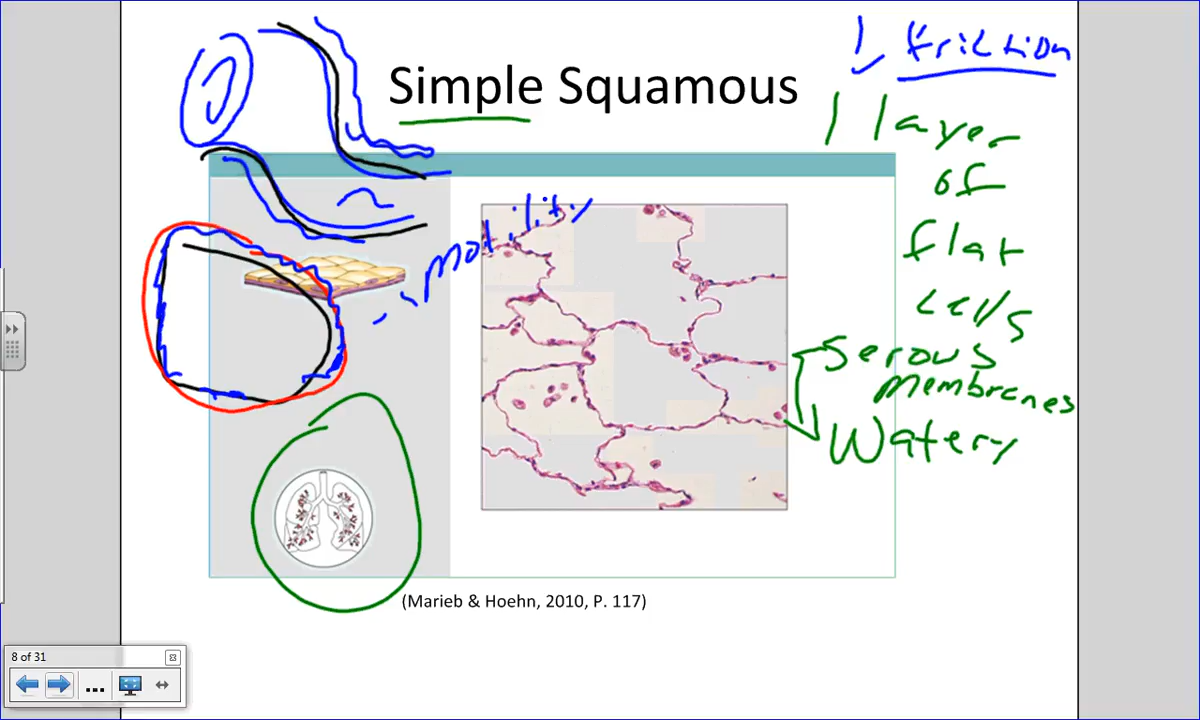 friction
Simple Squamous
1 layer
of
flat
cells
motility
Serous
membranes
Watery
(Marieb & Hoehn, 2010, P. 117)
8 of 31